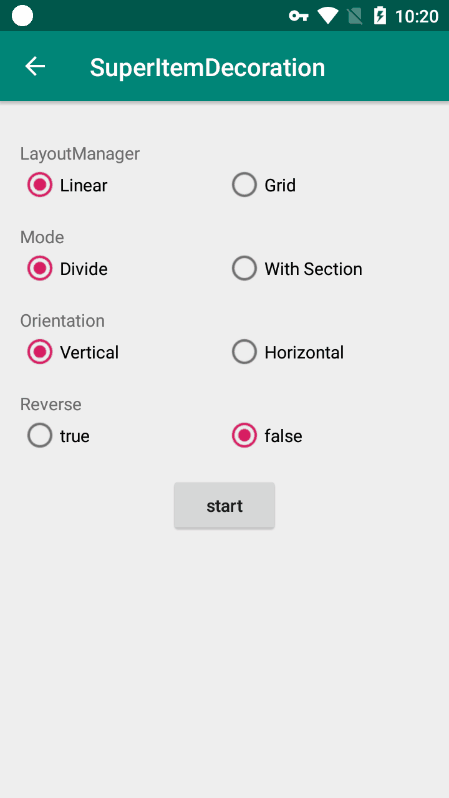 10:20
SuperItemDecoration
LayoutManager
Linear Grid
Mode
Divide With Section
Orientation
Vertical Horizontal
Reverse
true false
start